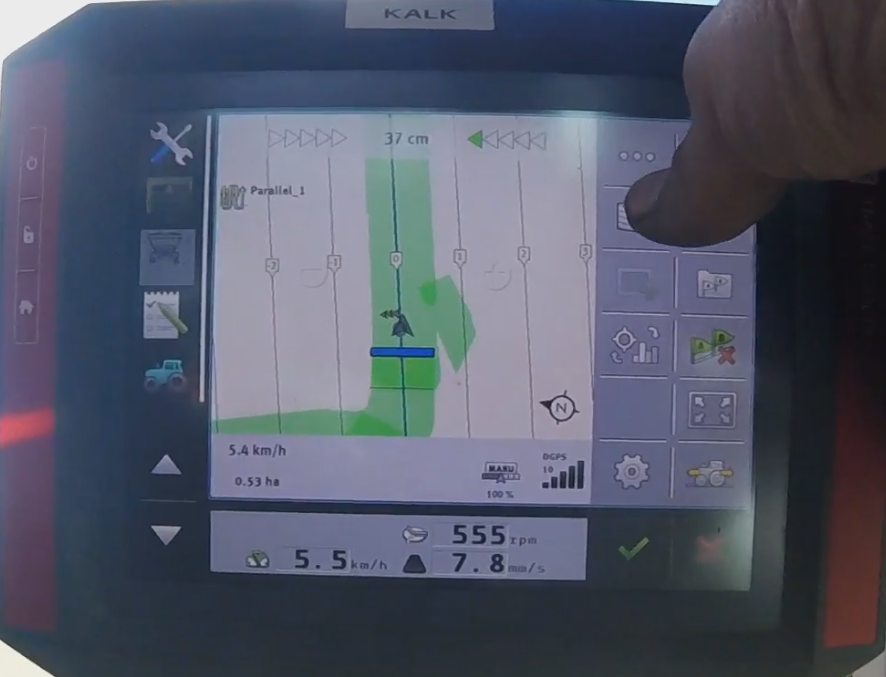 KALK
37 cm
Parallel_1
-2
-1
0
1
2
3
N
5.4 km/h
DGPS
10
MANU
0.53 ha
100 %
555 rpm
5.5 km/h
7.8 mm/s